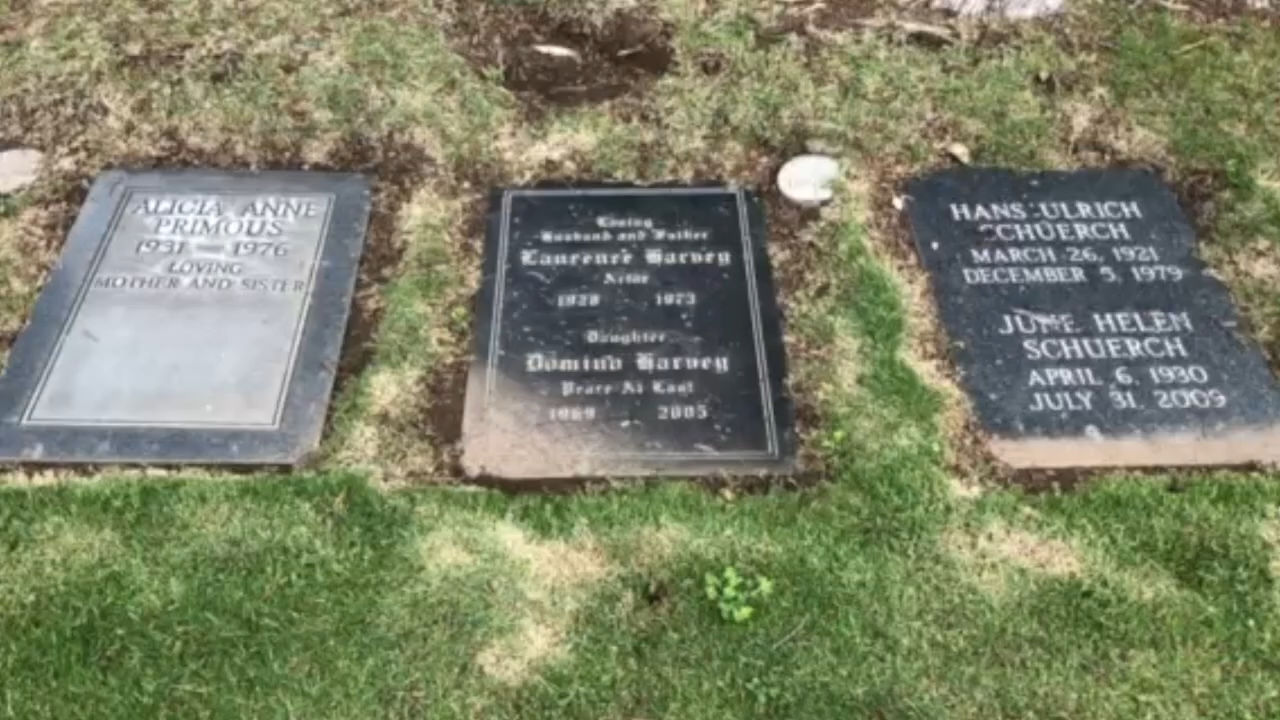 ALICIA ANNE
PRIMOUS
1931 — 1976
LOVING
MOTHER AND SISTER
Loving
Husband and Father
Laurence Harvey
Actor
1928 1973
Daughter
Domino Harvey
Peace At Last
1969 2005
HANS ULRICH
SCHUERCH
MARCH 26, 1921
DECEMBER 5, 1979
JUNE HELEN
SCHUERCH
APRIL 6, 1930
JULY 31, 2009